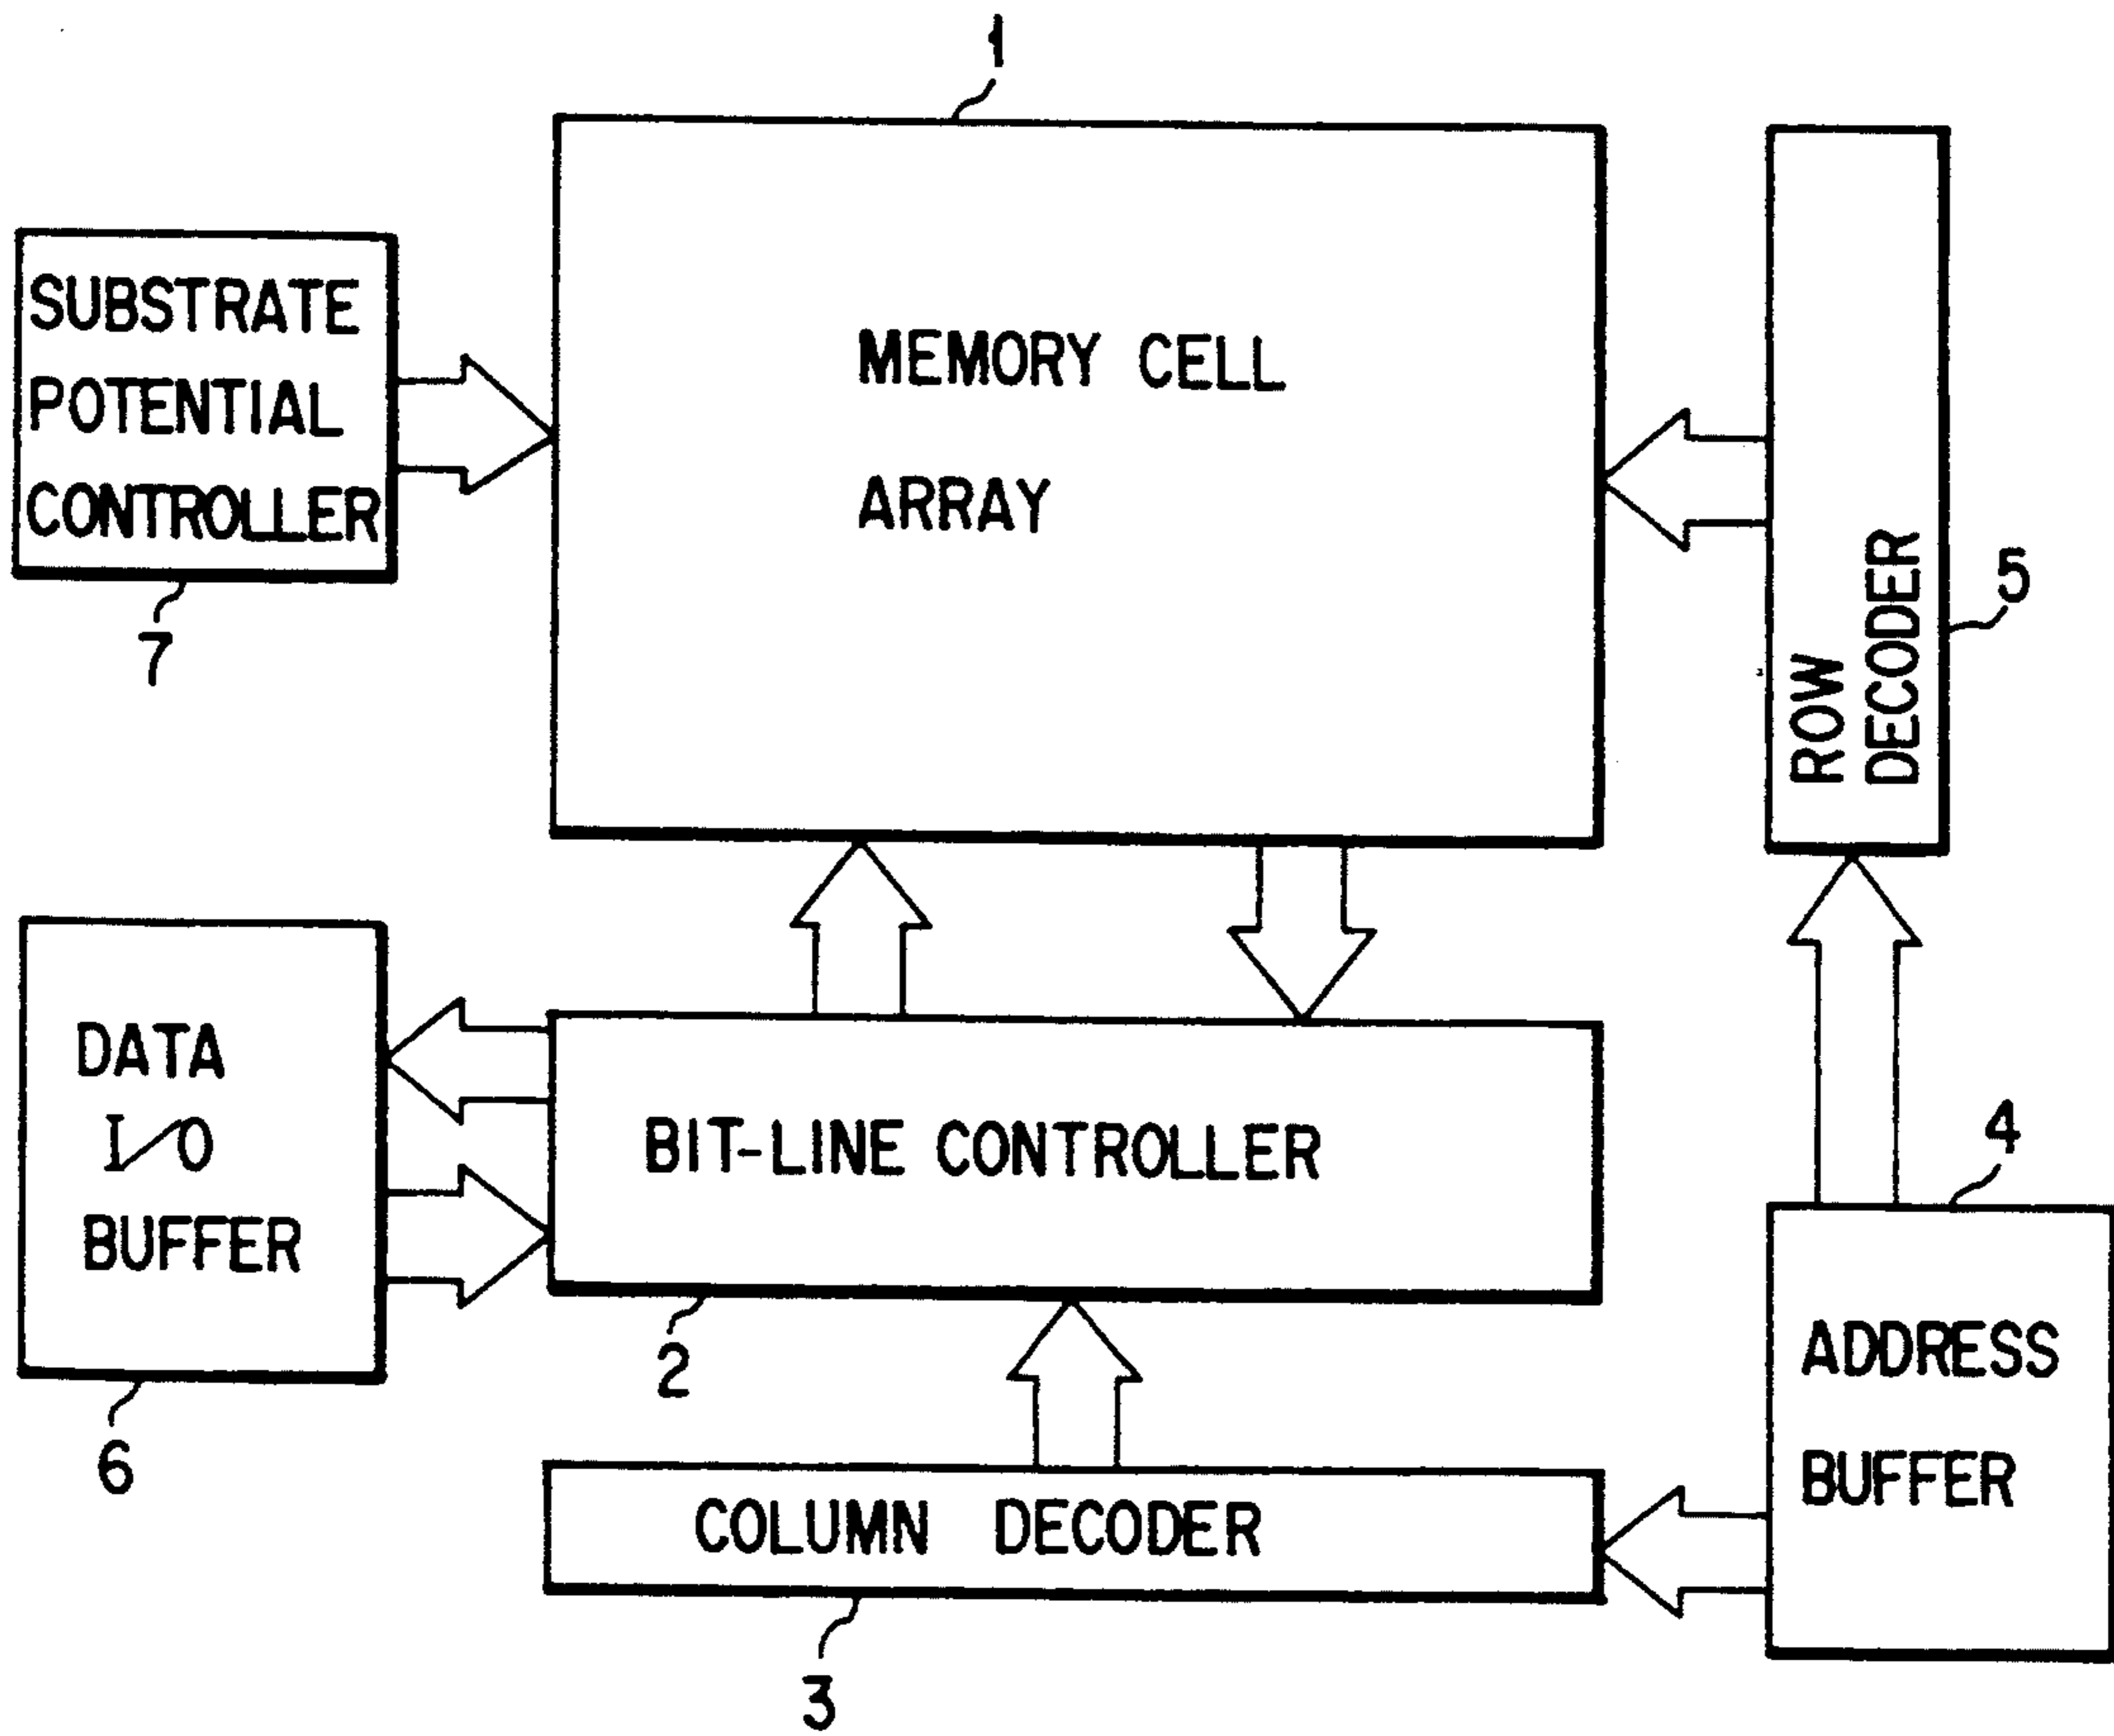 1
MEMORY CELL
ARRAY
SUBSTRATE
POTENTIAL
CONTROLLER
7
ROW
DECODER
5
DATA
I/O
BUFFER
6
BIT-LINE CONTROLLER
2
4
ADDRESS
BUFFER
COLUMN DECODER
3